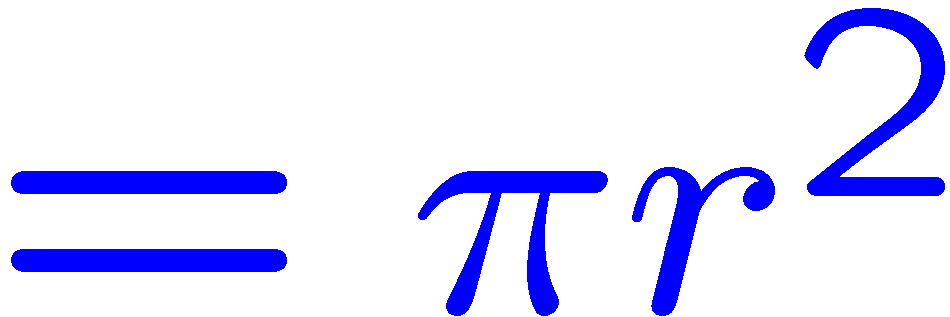 = πr²